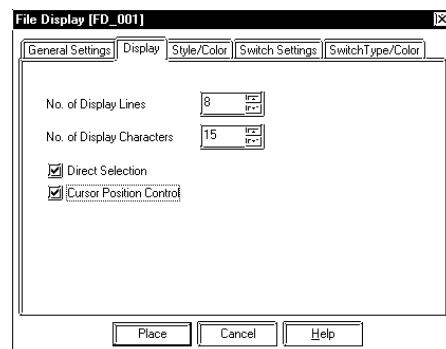 File Display [FD_001]
General Settings Display Style/Color Switch Settings SwitchType/Color
No. of Display Lines 8
No. of Display Characters 15
Direct Selection
Cursor Position Control
Place Cancel Help